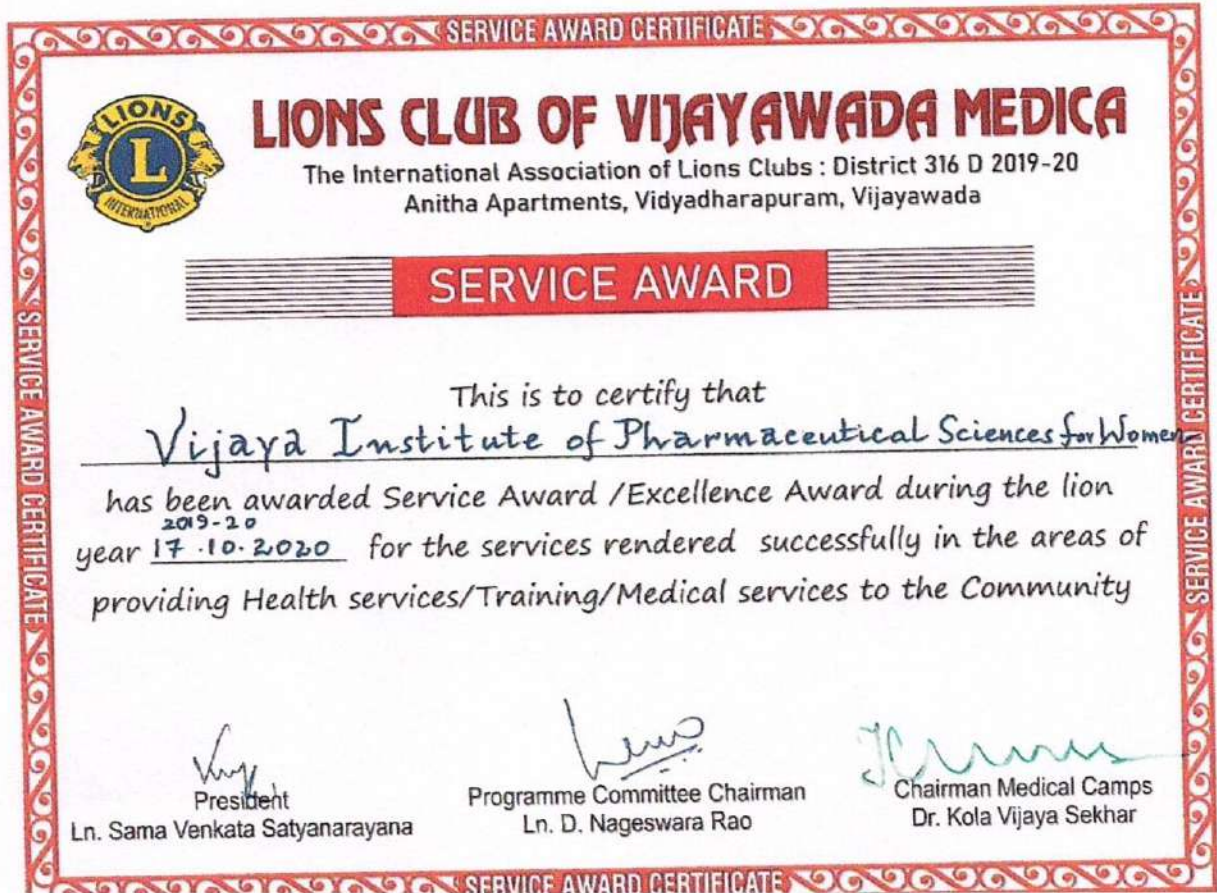 SERVICE AWARD CERTIFICATE
LIONS
L
INTERNATIONAL
LIONS CLUB OF VIJAYAWADA MEDICA
The International Association of Lions Clubs : District 316 D 2019-20
Anitha Apartments, Vidyadharapuram, Vijayawada
SERVICE AWARD
SERVICE AWARD CERTIFICATE
SERVICE AWARD CERTIFICATE
This is to certify that
Vijaya Institute of Pharmaceutical Sciences for Women
has been awarded Service Award /Excellence Award during the lion
2019-20
year 17.10.2020 for the services rendered successfully in the areas of
providing Health services/Training/Medical services to the Community
President
Ln. Sama Venkata Satyanarayana
Programme Committee Chairman
Ln. D. Nageswara Rao
Chairman Medical Camps
Dr. Kola Vijaya Sekhar
SERVICE AWARD CERTIFICATE